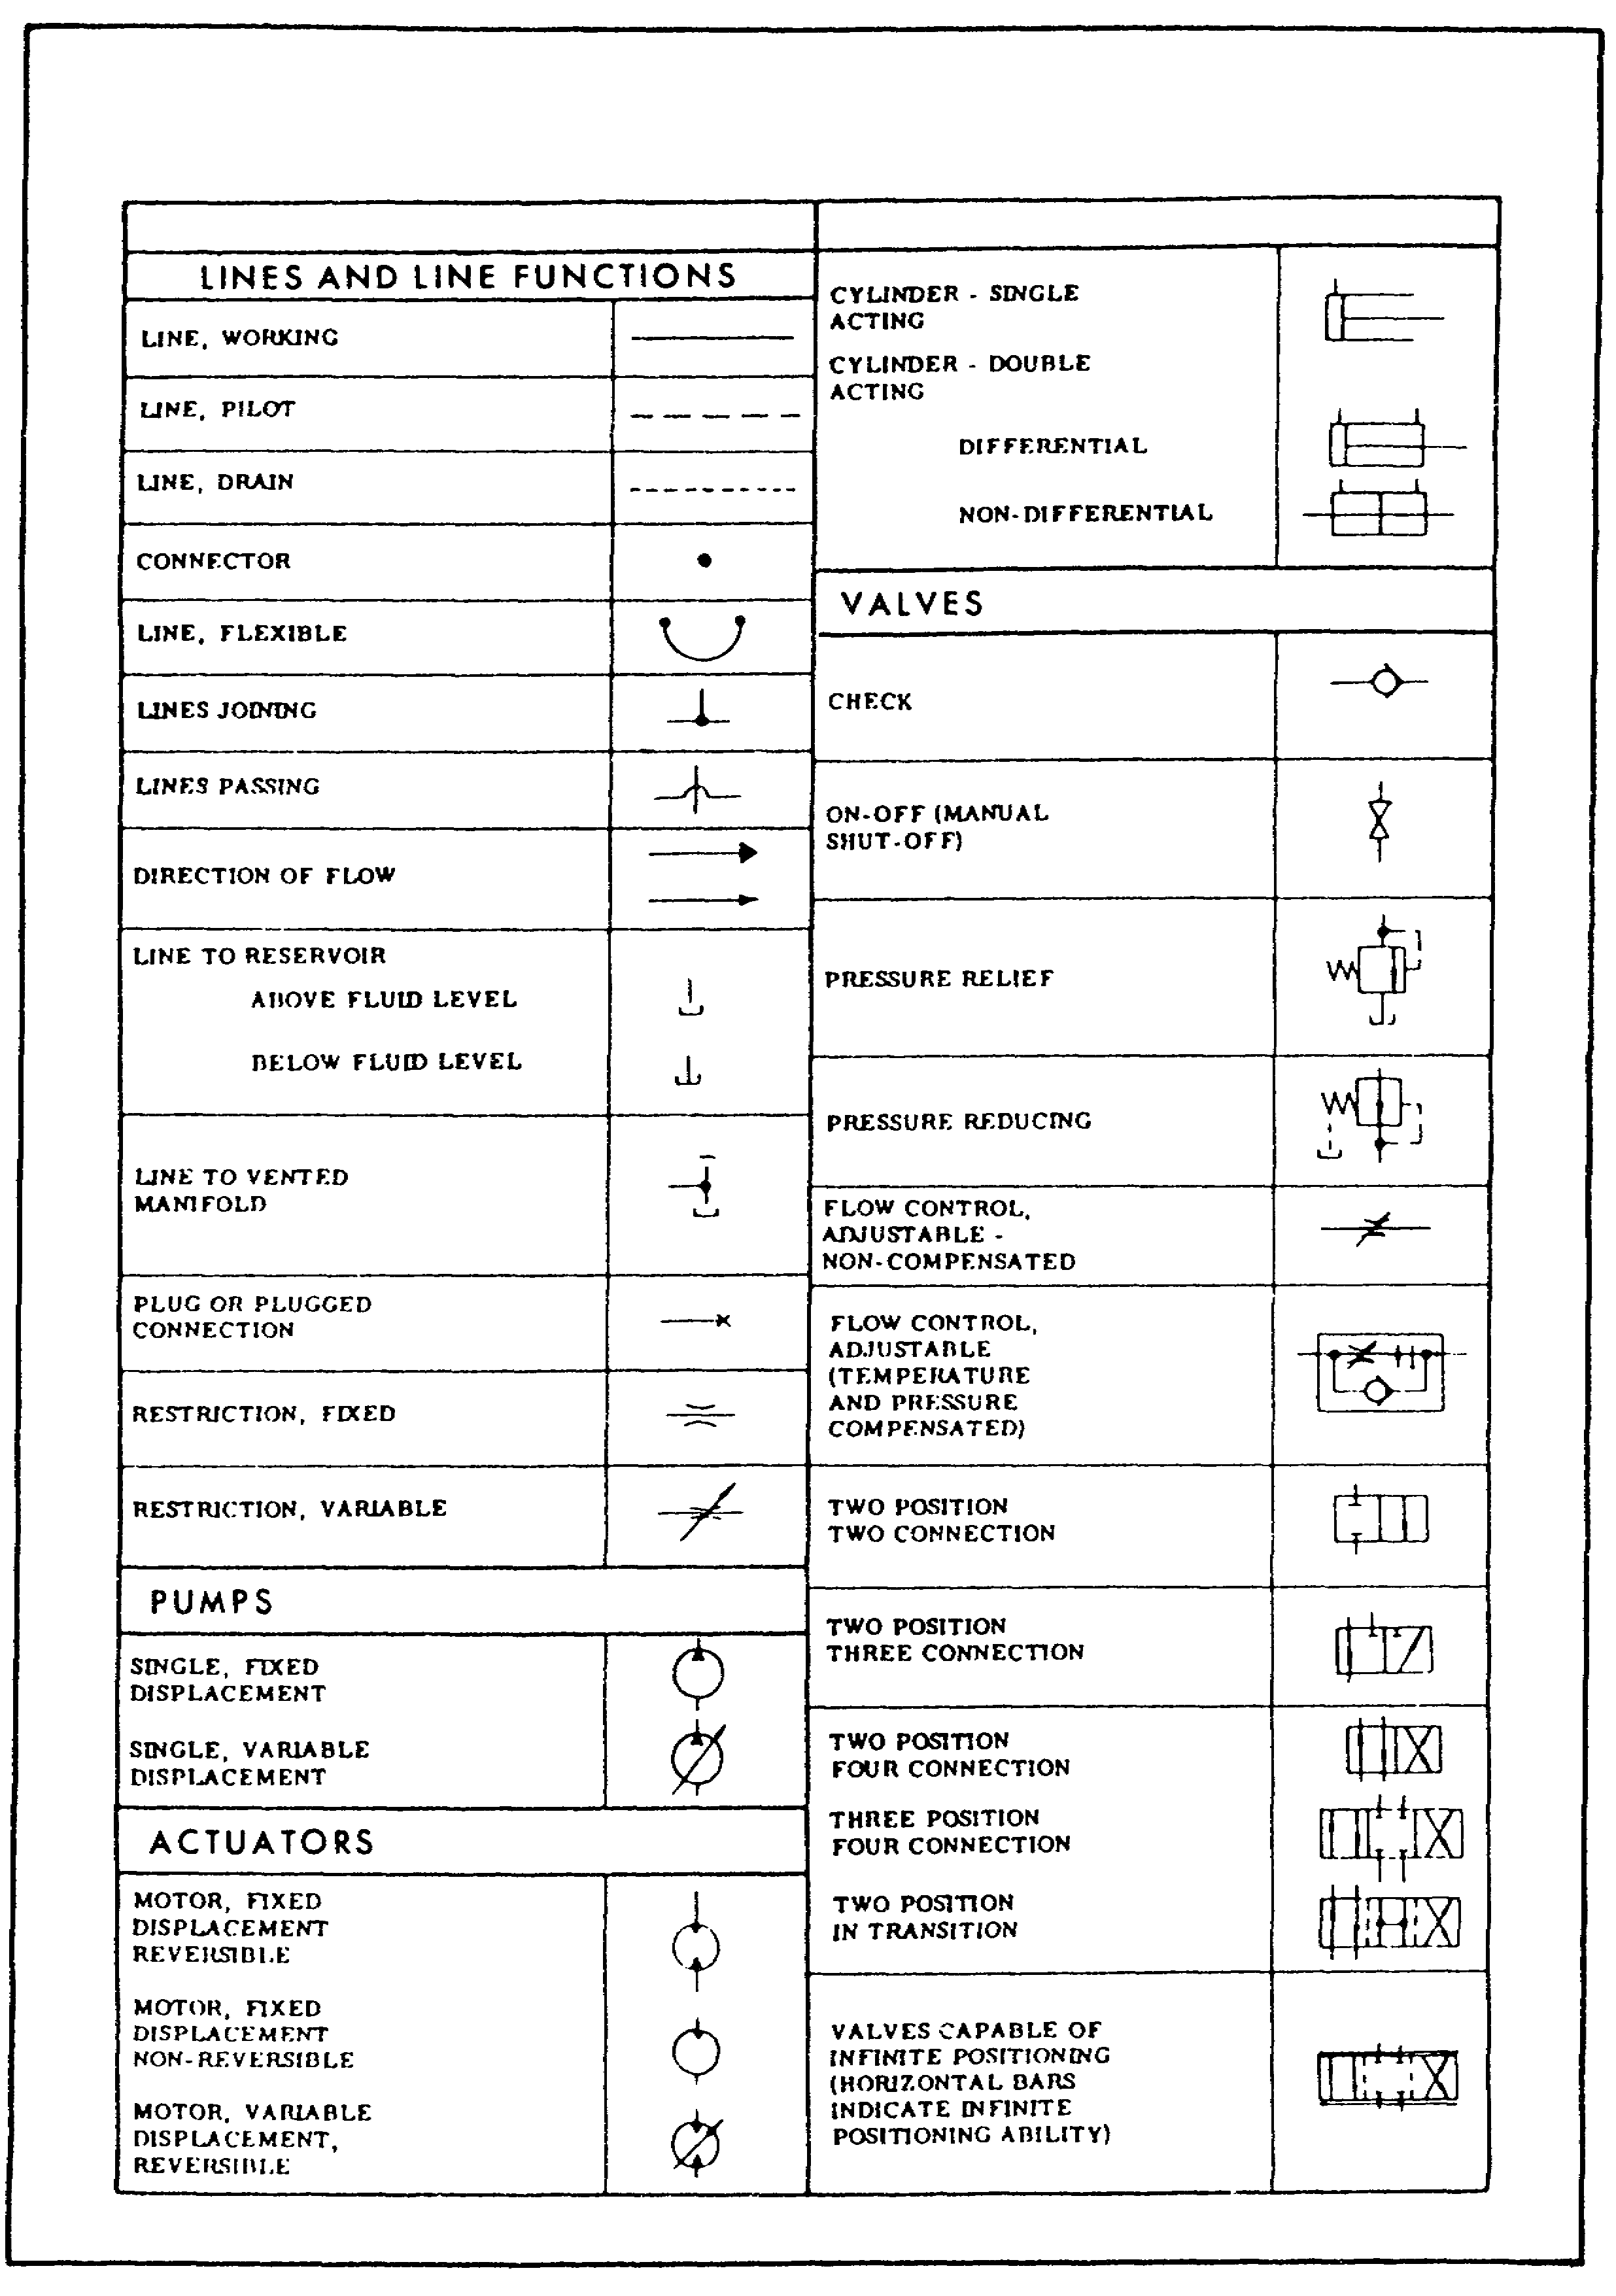 LINES AND LINE FUNCTIONS
LINE, WORKING
LINE, PILOT
LINE, DRAIN
CONNECTOR
LINE, FLEXIBLE
LINES JOINING
LINES PASSING
DIRECTION OF FLOW
LINE TO RESERVOIR
ABOVE FLUID LEVEL
BELOW FLUID LEVEL
LINE TO VENTED
MANIFOLD
PLUG OR PLUGGED
CONNECTION
RESTRICTION, FIXED
RESTRICTION, VARIABLE
PUMPS
SINGLE, FIXED
DISPLACEMENT
SINGLE, VARIABLE
DISPLACEMENT
ACTUATORS
MOTOR, FIXED
DISPLACEMENT
REVERSIBLE
MOTOR, FIXED
DISPLACEMENT
NON-REVERSIBLE
MOTOR, VARIABLE
DISPLACEMENT,
REVERSIBLE
CYLINDER - SINGLE
ACTING
CYLINDER - DOUBLE
ACTING
DIFFERENTIAL
NON-DIFFERENTIAL
VALVES
CHECK
ON-OFF (MANUAL
SHUT-OFF)
PRESSURE RELIEF
PRESSURE REDUCING
FLOW CONTROL,
ADJUSTABLE -
NON-COMPENSATED
FLOW CONTROL,
ADJUSTABLE
(TEMPERATURE
AND PRESSURE
COMPENSATED)
TWO POSITION
TWO CONNECTION
TWO POSITION
THREE CONNECTION
TWO POSITION
FOUR CONNECTION
THREE POSITION
FOUR CONNECTION
TWO POSITION
IN TRANSITION
VALVES CAPABLE OF
INFINITE POSITIONING
(HORIZONTAL BARS
INDICATE INFINITE
POSITIONING ABILITY)